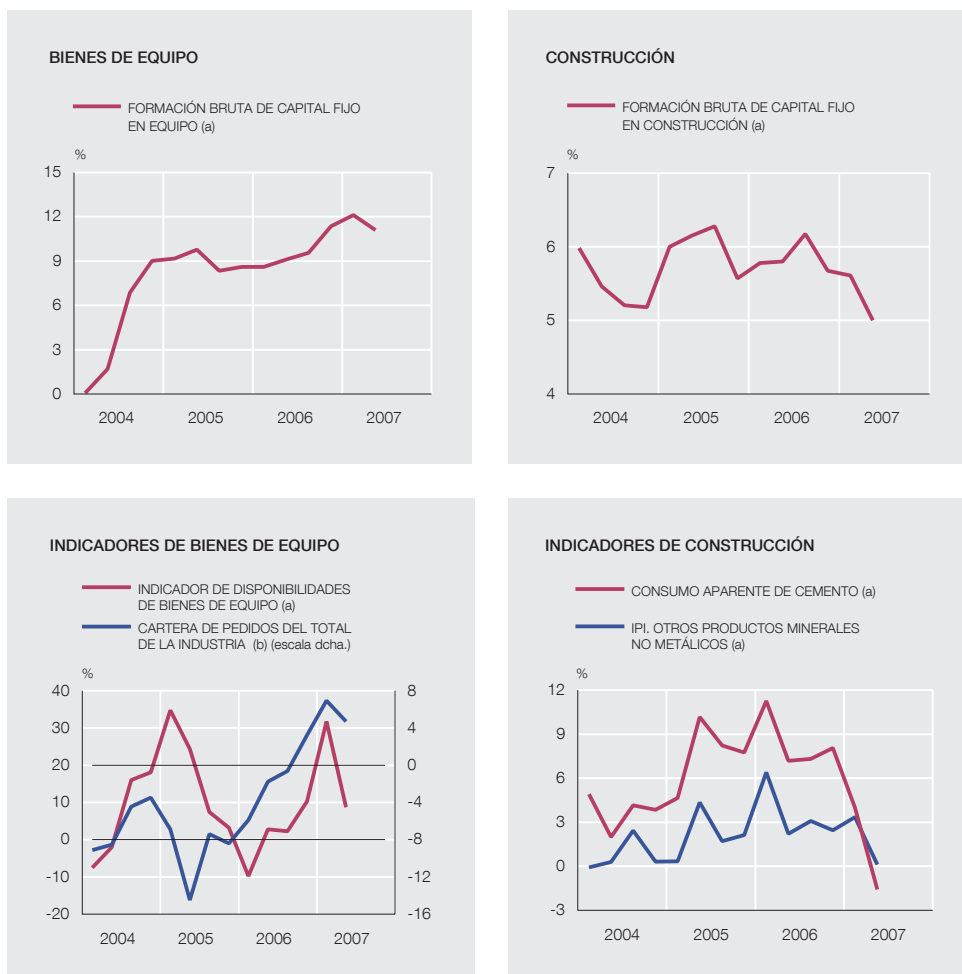 BIENES DE EQUIPO
FORMACIÓN BRUTA DE CAPITAL FIJO
EN EQUIPO (a)
%
15
12
9
6
3
0
2004 2005 2006 2007
CONSTRUCCIÓN
FORMACIÓN BRUTA DE CAPITAL FIJO
EN CONSTRUCCIÓN (a)
%
7
6
5
4
2004 2005 2006 2007
INDICADORES DE BIENES DE EQUIPO
INDICADOR DE DISPONIBILIDADES
DE BIENES DE EQUIPO (a)
CARTERA DE PEDIDOS DEL TOTAL
DE LA INDUSTRIA (b) (escala dcha.)
%
40 8
30 4
20 0
10 -4
0 -8
-10 -12
-20 -16
2004 2005 2006 2007
INDICADORES DE CONSTRUCCIÓN
CONSUMO APARENTE DE CEMENTO (a)
IPI. OTROS PRODUCTOS MINERALES
NO METÁLICOS (a)
%
12
9
6
3
0
-3
2004 2005 2006 2007